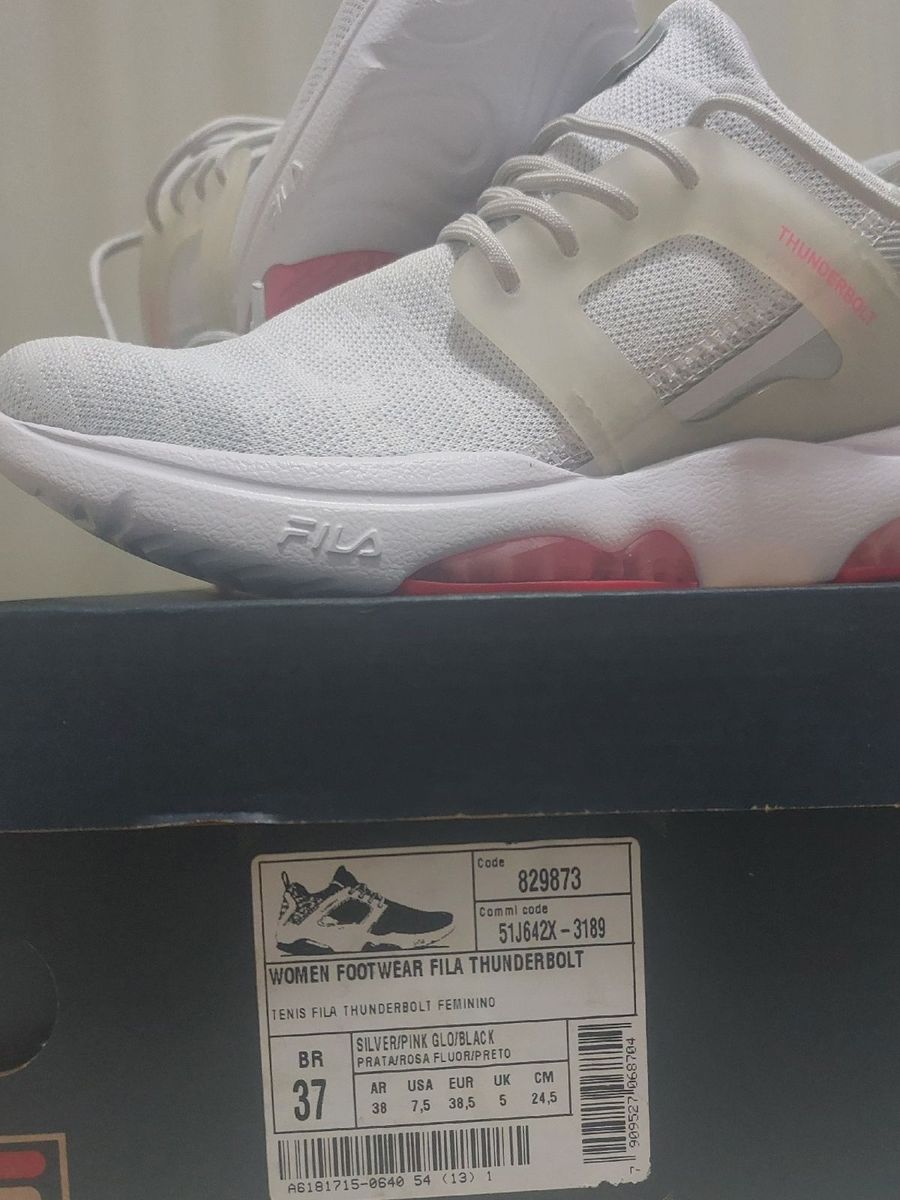 FILA
THUNDERBOLT
FILA
Code
829873
Comml code
51J642X-3189
WOMEN FOOTWEAR FILA THUNDERBOLT
TENIS FILA THUNDERBOLT FEMININO
BR
37
SILVER/PINK GLO/BLACK
PRATA/ROSA FLUOR/PRETO
AR USA EUR UK CM
38 7,5 38,5 5 24,5
A6181715-0640 54 (13) 1